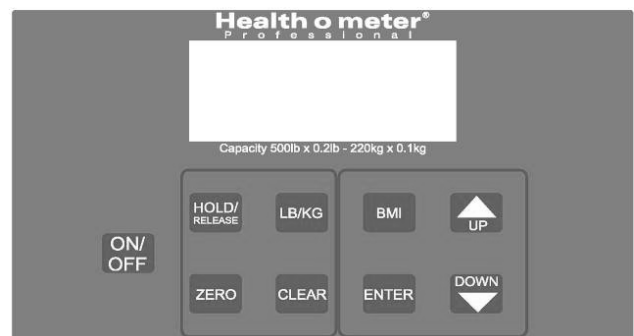 Health o meter®
Professional
Capacity 500lb x 0.2lb - 220kg x 0.1kg
HOLD/
RELEASE
LB/KG
BMI
UP
ON/
OFF
ZERO
CLEAR
ENTER
DOWN